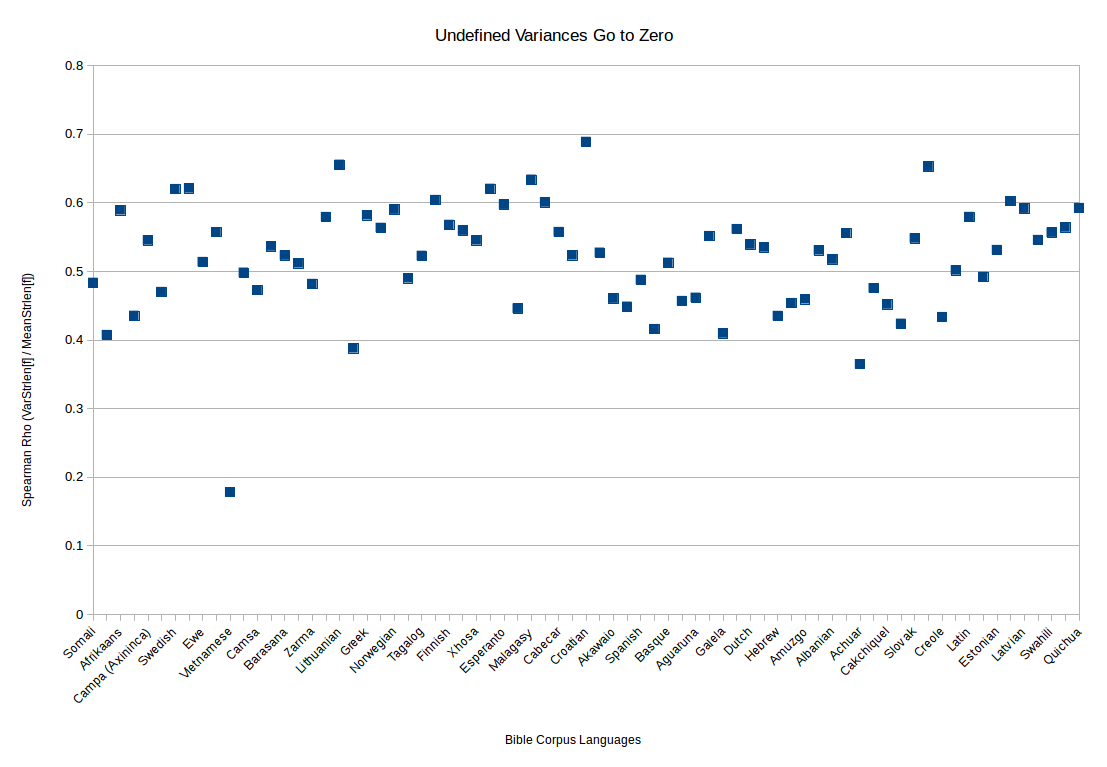 Undefined Variances Go to Zero
0.8
0.7
0.6
0.5
0.4
0.3
0.2
0.1
0
Spearman Rho (VarStrlen[f] / MeanStrlen[f])
Somali
Afrikaans
Campa (Axininca)
Swedish
Ewe
Vietnamese
Camsa
Barasana
Zarma
Lithuanian
Greek
Norwegian
Tagalog
Finnish
Xhosa
Esperanto
Malagasy
Cabecar
Croatian
Akawaio
Spanish
Basque
Aguaruna
Galela
Dutch
Hebrew
Amuzgo
Albanian
Achuar
Cakchiquel
Slovak
Creole
Latin
Estonian
Latvian
Swahili
Quichua
Bible Corpus Languages